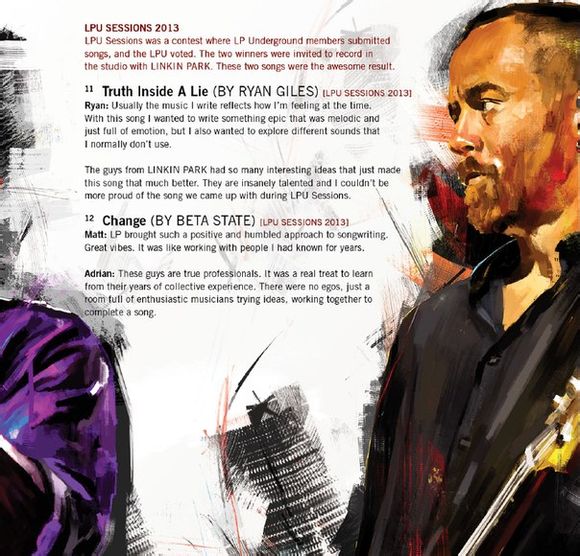 LPU SESSIONS 2013
LPU Sessions was a contest where LP Underground members submitted
songs, and the LPU voted. The two winners were invited to record in
the studio with LINKIN PARK. These two songs were the awesome result.
11 Truth Inside A Lie (BY RYAN GILES) [LPU SESSIONS 2013]
Ryan: Usually the music I write reflects how I'm feeling at the time.
With this song I wanted to write something epic that was melodic and
just full of emotion, but I also wanted to explore different sounds that
I normally don't use.
The guys from LINKIN PARK had so many interesting ideas that just made
this song that much better. They are insanely talented and I couldn't be
more proud of the song we came up with during LPU Sessions.
12 Change (BY BETA STATE) [LPU SESSIONS 2013]
Matt: LP brought such a positive and humbled approach to songwriting.
Great vibes. It was like working with people I had known for years.
Adrian: These guys are true professionals. It was a real treat to learn
from their years of collective experience. There were no egos, just a
room full of enthusiastic musicians trying ideas, working together to
complete a song.